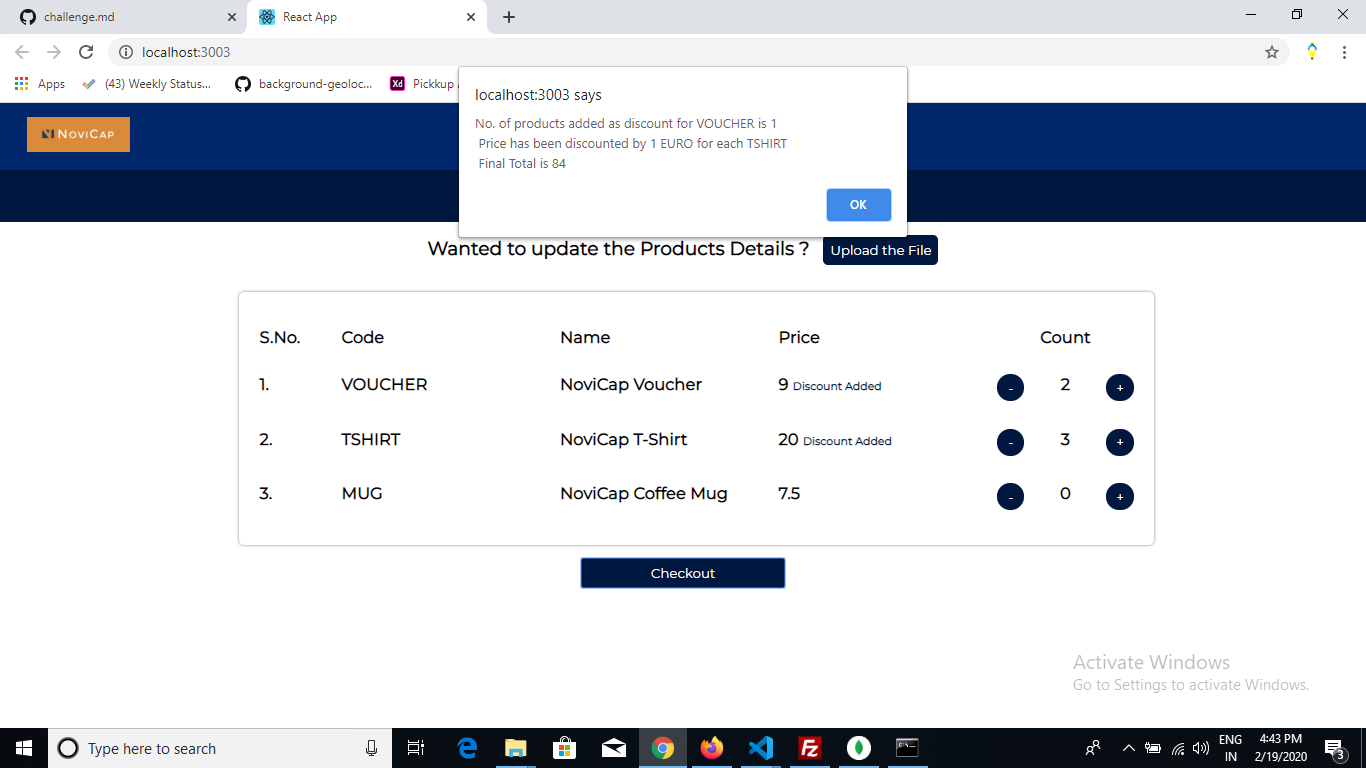 challenge.md
React App
localhost:3003
Apps
(43) Weekly Status...
background-geoloc...
Xd
Pickkup
NOVICAP
localhost:3003 says
No. of products added as discount for VOUCHER is 1
Price has been discounted by 1 EURO for each TSHIRT
Final Total is 84
OK
Wanted to update the Products Details ?
Upload the File
S.No. Code Name Price Count
1. VOUCHER NoviCap Voucher 9 Discount Added - 2 +
2. TSHIRT NoviCap T-Shirt 20 Discount Added - 3 +
3. MUG NoviCap Coffee Mug 7.5 - 0 +
Checkout
Activate Windows
Go to Settings to activate Windows.
Type here to search
ENG
IN
4:43 PM
2/19/2020
3